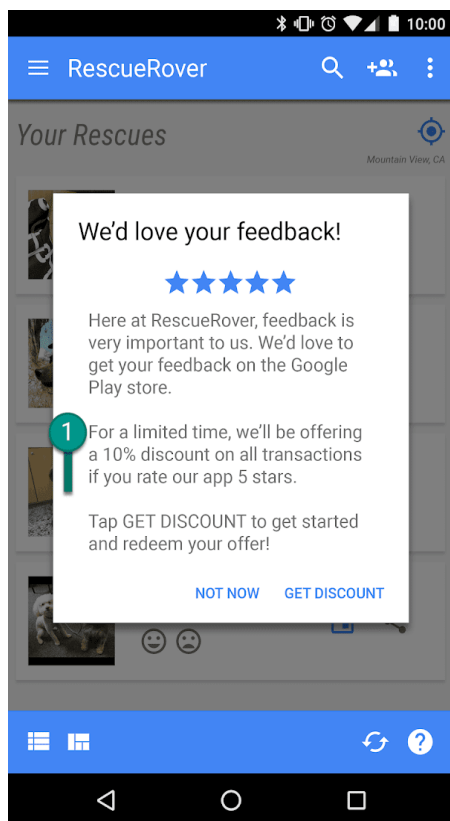 10:00
RescueRover
Your Rescues
Mountain View, CA
We'd love your feedback!
Here at RescueRover, feedback is
very important to us. We'd love to
get your feedback on the Google
Play store.
1
For a limited time, we'll be offering
a 10% discount on all transactions
if you rate our app 5 stars.
Tap GET DISCOUNT to get started
and redeem your offer!
NOT NOW GET DISCOUNT